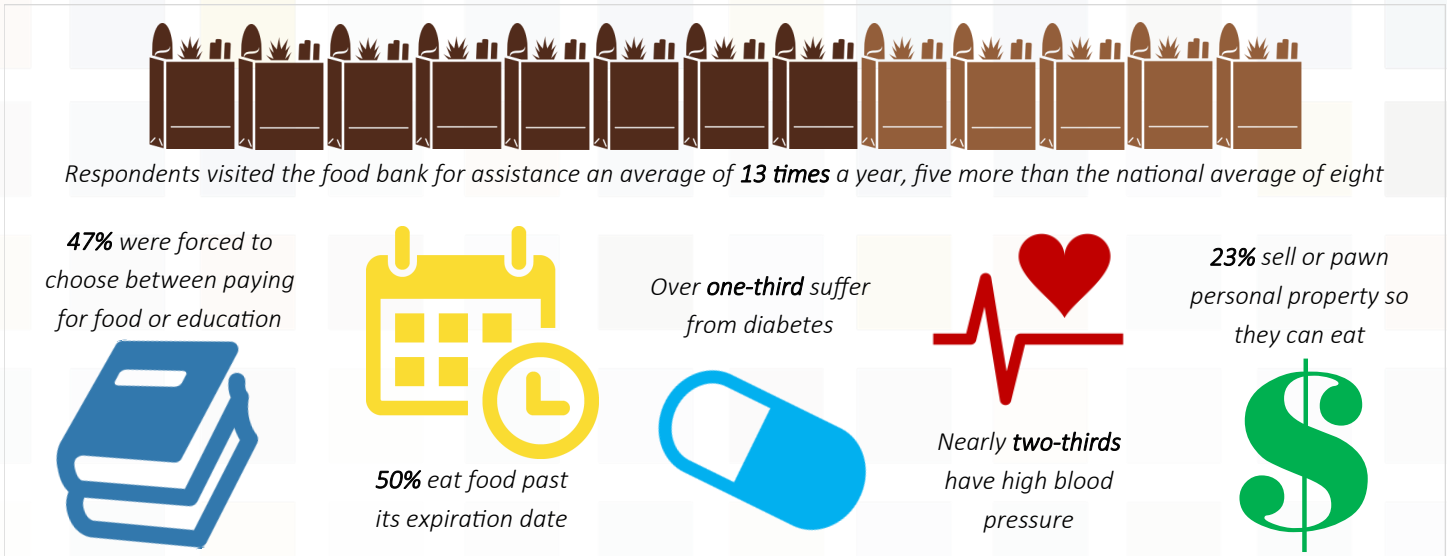 Respondents visited the food bank for assistance an average of 13 times a year, five more than the national average of eight
47% were forced to
choose between paying
for food or education
50% eat food past
its expiration date
Over one-third suffer
from diabetes
Nearly two-thirds
have high blood
pressure
23% sell or pawn
personal property so
they can eat